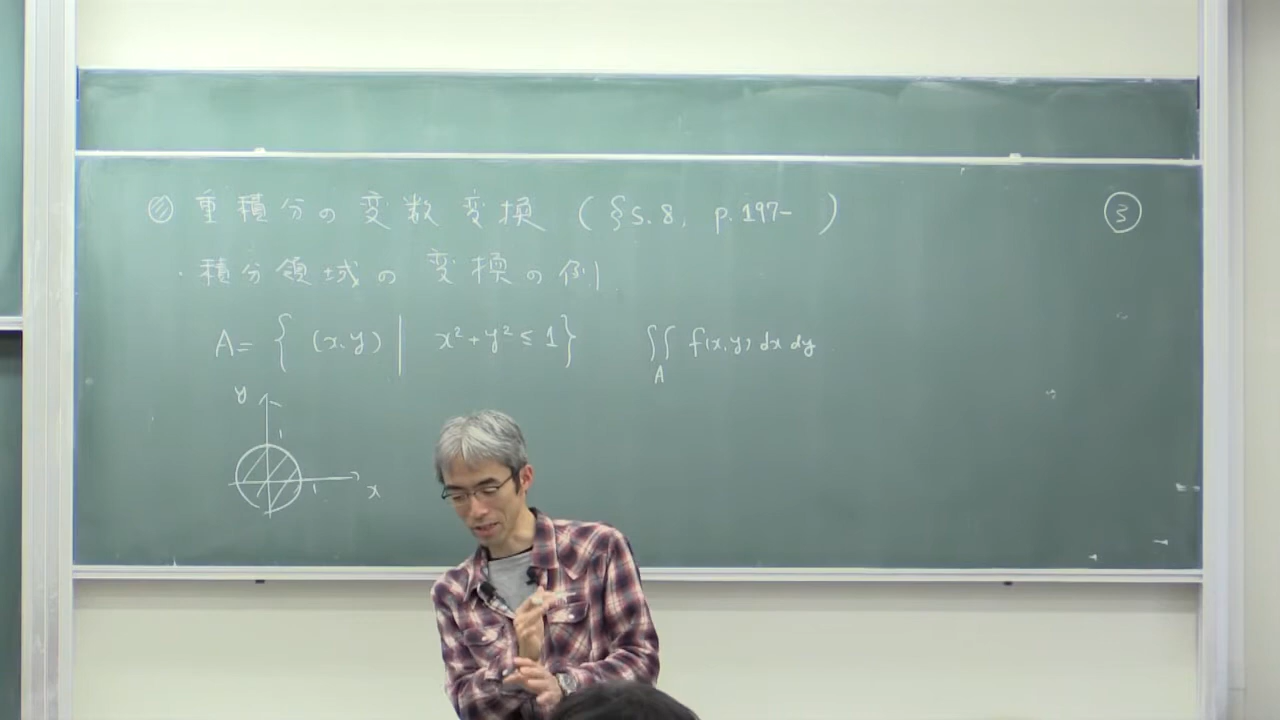 重積分の変数変換 (§5.8, p.197- ) ③
・積分領域の変換の例
A={ (x,y) | x²+y²≤1} ∬_A f(x,y) dx dy
y
1
1 x